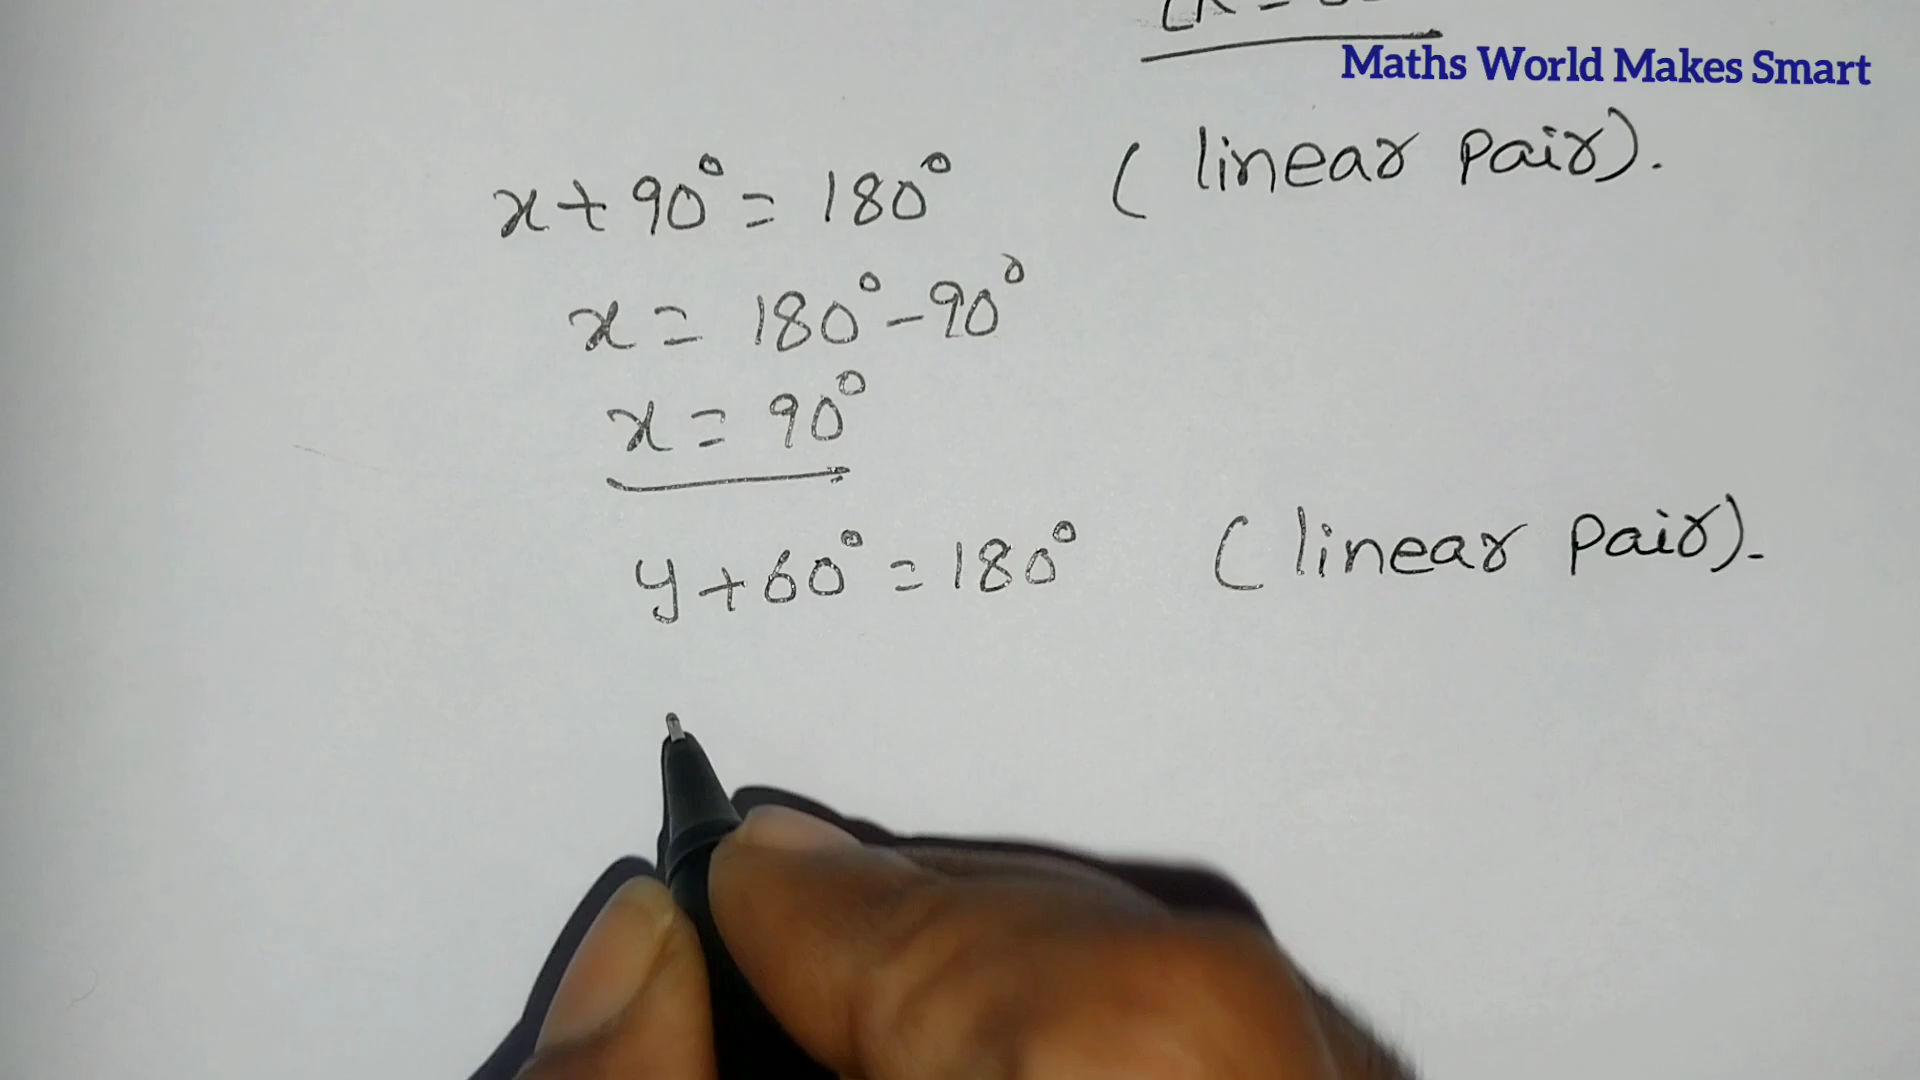 Maths World Makes Smart
x + 90° = 180° (linear pair).
x = 180° - 90°
x = 90°
y + 60° = 180° (linear pair).